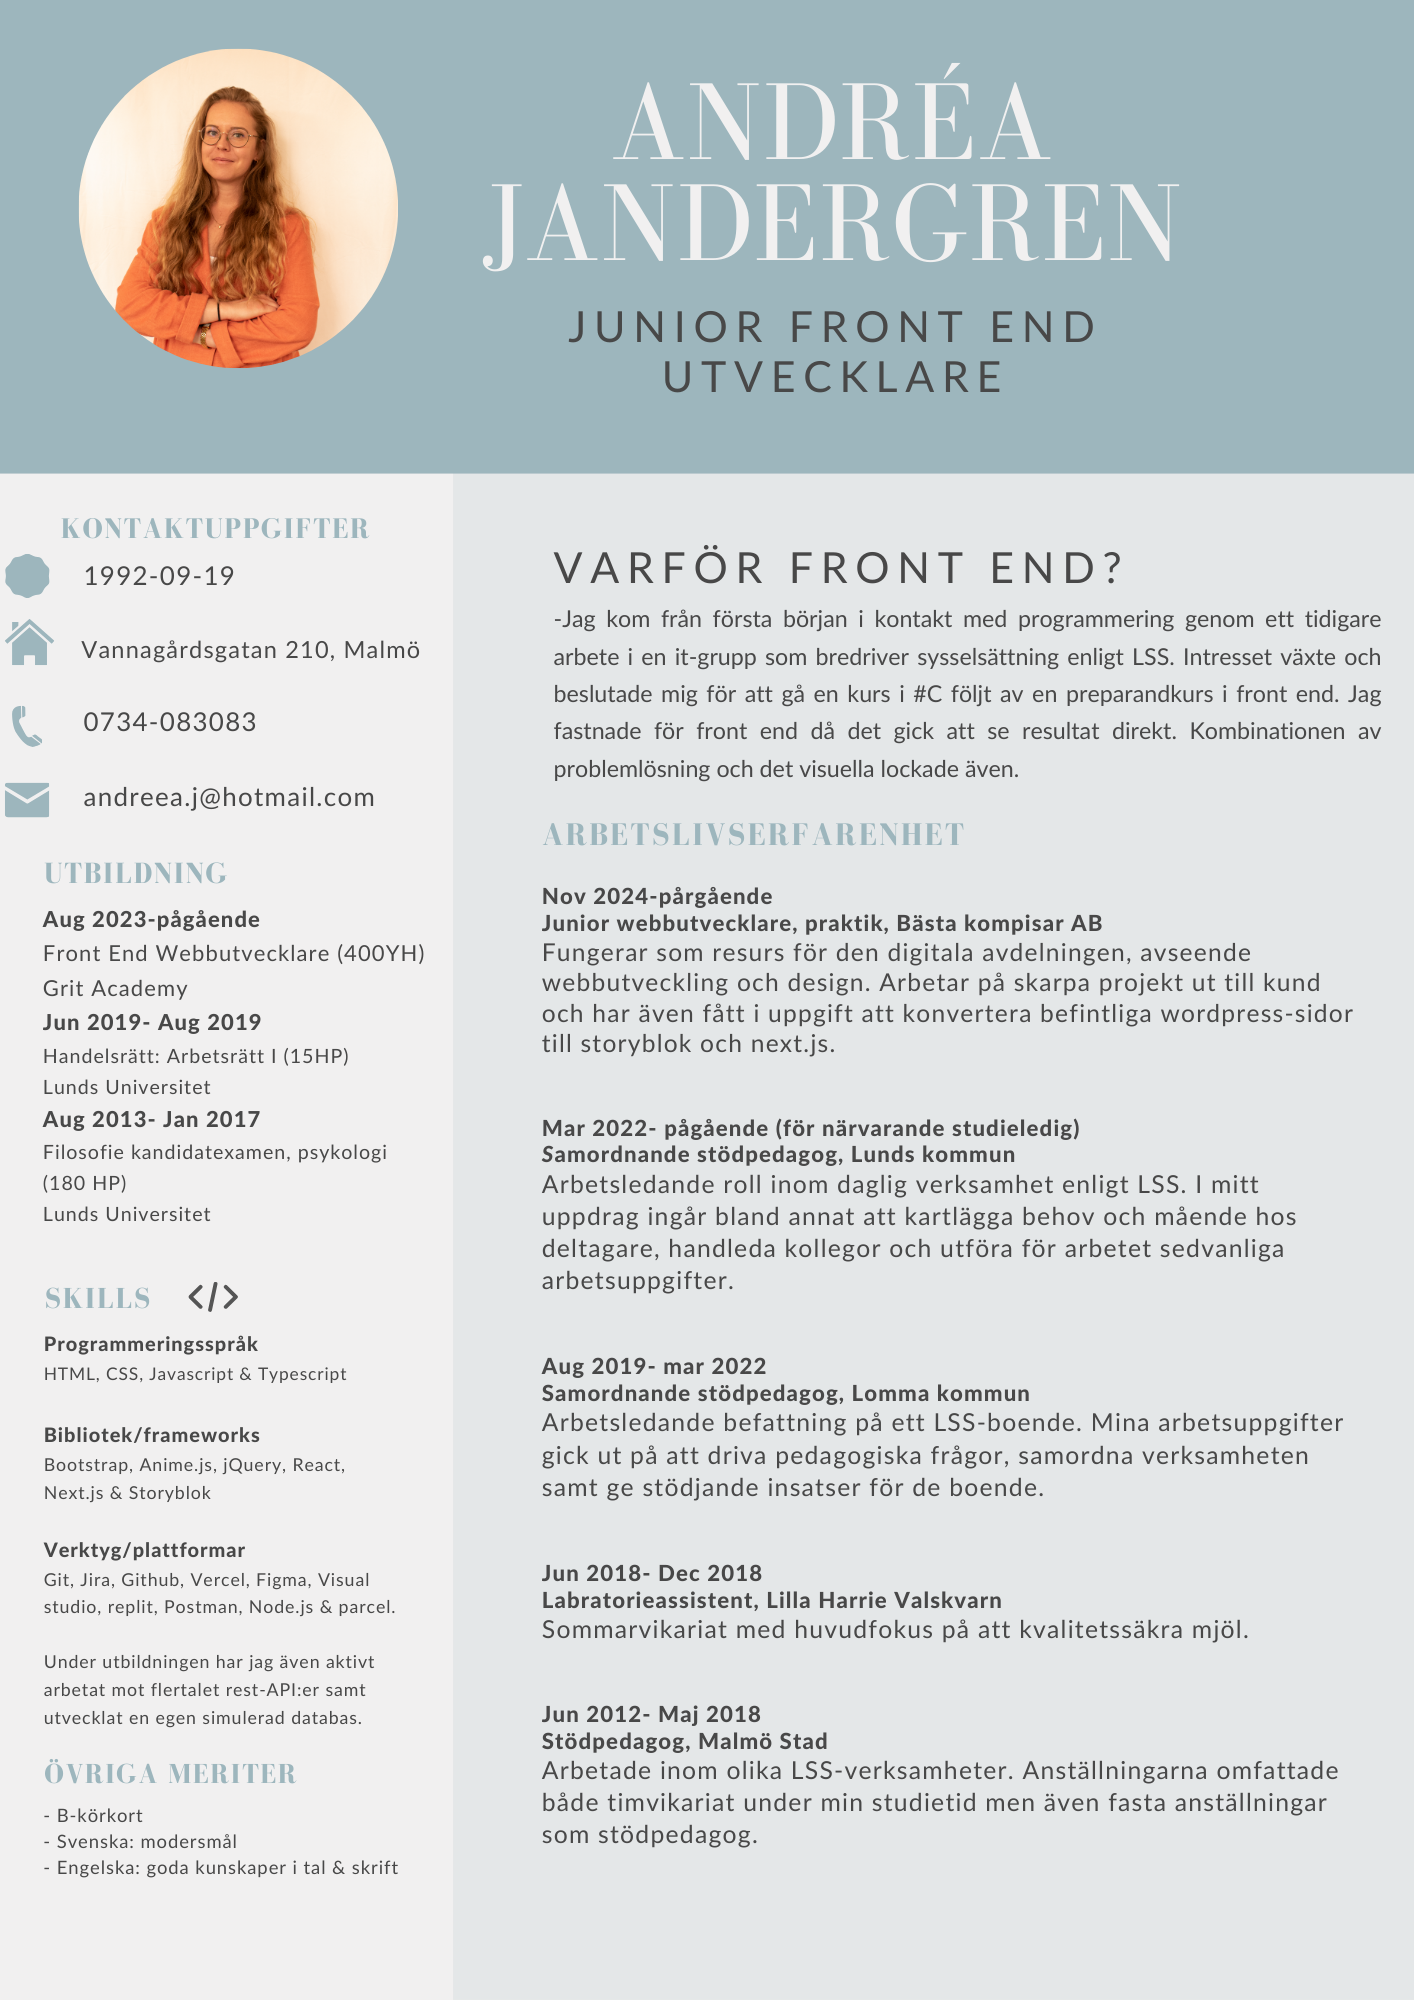 ANDRÉA
JANDERGREN
JUNIOR FRONT END
UTVECKLARE
KONTAKTUPPGIFTER
1992-09-19
Vannagårdsgatan 210, Malmö
0734-083083
andreea.j@hotmail.com
UTBILDNING
Aug 2023-pågående
Front End Webbutvecklare (400YH)
Grit Academy
Jun 2019- Aug 2019
Handelsrätt: Arbetsrätt I (15HP)
Lunds Universitet
Aug 2013- Jan 2017
Filosofie kandidatexamen, psykologi
(180 HP)
Lunds Universitet
SKILLS </>
Programmeringsspråk
HTML, CSS, Javascript & Typescript
Bibliotek/frameworks
Bootstrap, Anime.js, jQuery, React,
Next.js & Storyblok
Verktyg/plattformar
Git, Jira, Github, Vercel, Figma, Visual
studio, replit, Postman, Node.js & parcel.
Under utbildningen har jag även aktivt
arbetat mot flertalet rest-API:er samt
utvecklat en egen simulerad databas.
ÖVRIGA MERITER
- B-körkort
- Svenska: modersmål
- Engelska: goda kunskaper i tal & skrift
VARFÖR FRONT END?
-Jag kom från första början i kontakt med programmering genom ett tidigare
arbete i en it-grupp som bredriver sysselsättning enligt LSS. Intresset växte och
beslutade mig för att gå en kurs i #C följt av en preparandkurs i front end. Jag
fastnade för front end då det gick att se resultat direkt. Kombinationen av
problemlösning och det visuella lockade även.
ARBETSLIVSERFARENHET
Nov 2024-pårgående
Junior webbutvecklare, praktik, Bästa kompisar AB
Fungerar som resurs för den digitala avdelningen, avseende
webbutveckling och design. Arbetar på skarpa projekt ut till kund
och har även fått i uppgift att konvertera befintliga wordpress-sidor
till storyblok och next.js.
Mar 2022- pågående (för närvarande studieledig)
Samordnande stödpedagog, Lunds kommun
Arbetsledande roll inom daglig verksamhet enligt LSS. I mitt
uppdrag ingår bland annat att kartlägga behov och mående hos
deltagare, handleda kollegor och utföra för arbetet sedvanliga
arbetsuppgifter.
Aug 2019- mar 2022
Samordnande stödpedagog, Lomma kommun
Arbetsledande befattning på ett LSS-boende. Mina arbetsuppgifter
gick ut på att driva pedagogiska frågor, samordna verksamheten
samt ge stödjande insatser för de boende.
Jun 2018- Dec 2018
Labratorieassistent, Lilla Harrie Valskvarn
Sommarvikariat med huvudfokus på att kvalitetssäkra mjöl.
Jun 2012- Maj 2018
Stödpedagog, Malmö Stad
Arbetade inom olika LSS-verksamheter. Anställningarna omfattade
både timvikariat under min studietid men även fasta anställningar
som stödpedagog.